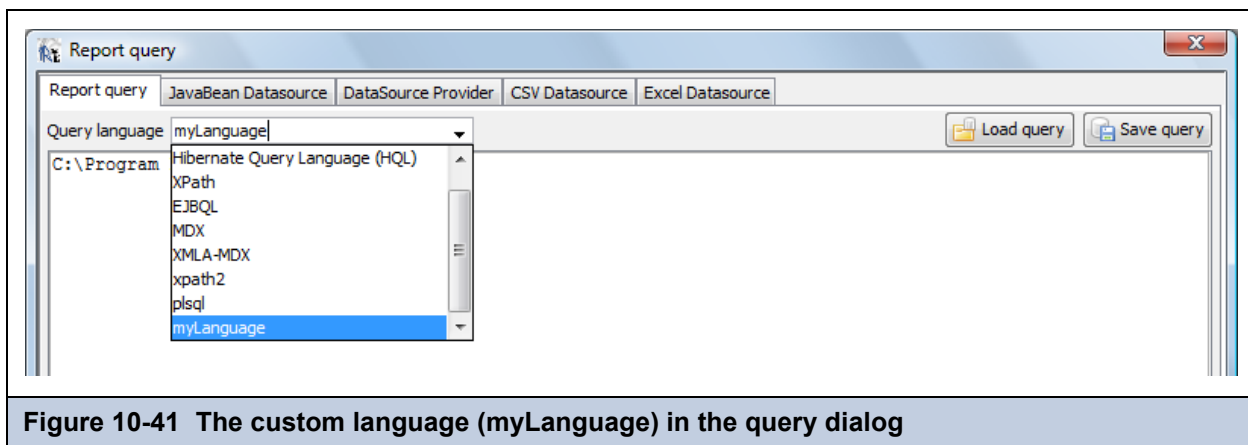 Report query
Report query JavaBean Datasource DataSource Provider CSV Datasource Excel Datasource
Query language myLanguage Load query Save query
C:\Program
Hibernate Query Language (HQL)
XPath
EJBQL
MDX
XMLA-MDX
xpath2
plsql
myLanguage
Figure 10-41 The custom language (myLanguage) in the query dialog